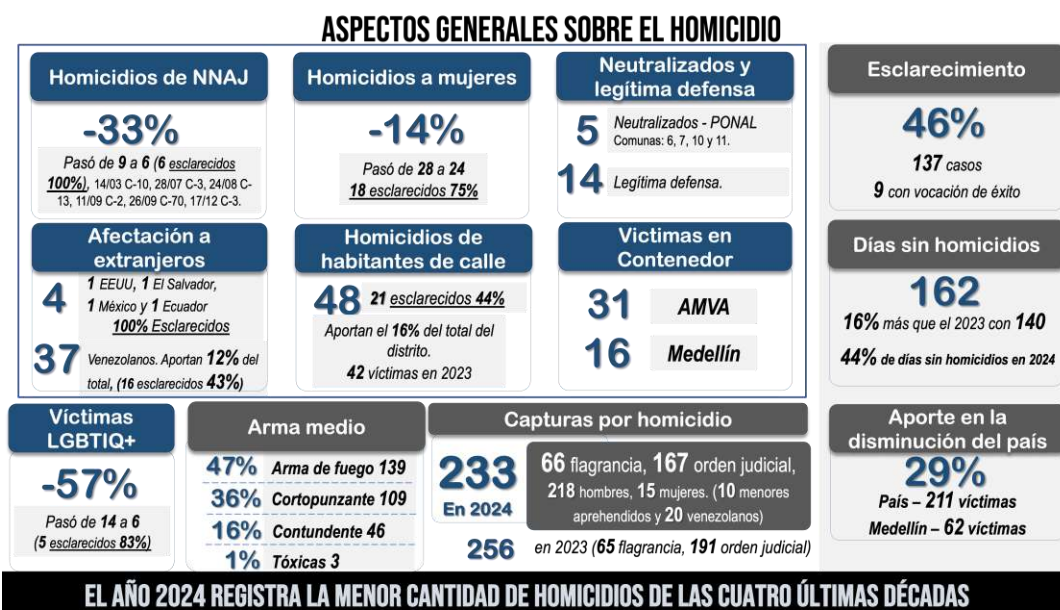 ASPECTOS GENERALES SOBRE EL HOMICIDIO
Homicidios de NNAJ
-33%
Pasó de 9 a 6 (6 esclarecidos
100%), 14/03 C-10, 28/07 C-3, 24/08 C-
13, 11/09 C-2, 26/09 C-70, 17/12 C-3.
Homicidios a mujeres
-14%
Pasó de 28 a 24
18 esclarecidos 75%
Neutralizados y
legítima defensa
5 Neutralizados - PONAL
Comunas: 6, 7, 10 y 11.
14 Legítima defensa.
Esclarecimiento
46%
137 casos
9 con vocación de éxito
Afectación a
extranjeros
4 1 EEUU, 1 El Salvador,
1 México y 1 Ecuador
100% Esclarecidos
37 Venezolanos. Aportan 12% del
total, (16 esclarecidos 43%)
Homicidios de
habitantes de calle
48 21 esclarecidos 44%
Aportan el 16% del total del
distrito.
42 víctimas en 2023
Victimas en
Contenedor
31 AMVA
16 Medellín
Días sin homicidios
162
16% más que el 2023 con 140
44% de días sin homicidios en 2024
Víctimas
LGBTIQ+
-57%
Pasó de 14 a 6
(5 esclarecidos 83%)
Arma medio
47% Arma de fuego 139
36% Cortopunzante 109
16% Contundente 46
1% Tóxicas 3
Capturas por homicidio
233
En 2024
66 flagrancia, 167 orden judicial,
218 hombres, 15 mujeres. (10 menores
aprehendidos y 20 venezolanos)
256 en 2023 (65 flagrancia, 191 orden judicial)
Aporte en la
disminución del país
29%
País – 211 víctimas
Medellín – 62 víctimas
EL AÑO 2024 REGISTRA LA MENOR CANTIDAD DE HOMICIDIOS DE LAS CUATRO ÚLTIMAS DÉCADAS